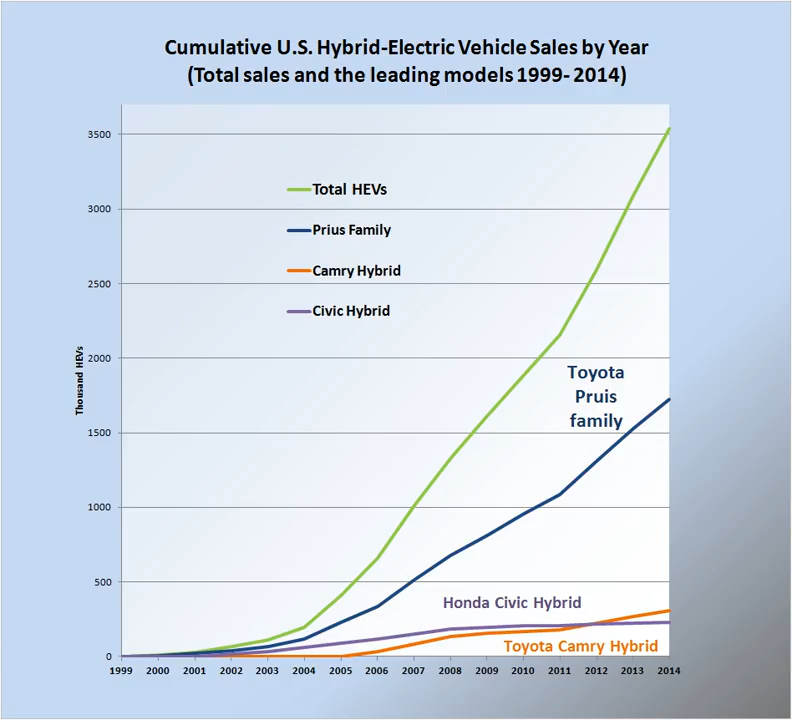 Cumulative U.S. Hybrid-Electric Vehicle Sales by Year
(Total sales and the leading models 1999- 2014)
3500
Total HEVs
3000
Prius Family
Camry Hybrid
2500
Civic Hybrid
2000
Thousand HEVs
Toyota
Pruis
family
1500
1000
500
Honda Civic Hybrid
Toyota Camry Hybrid
0
1999 2000 2001 2002 2003 2004 2005 2006 2007 2008 2009 2010 2011 2012 2013 2014